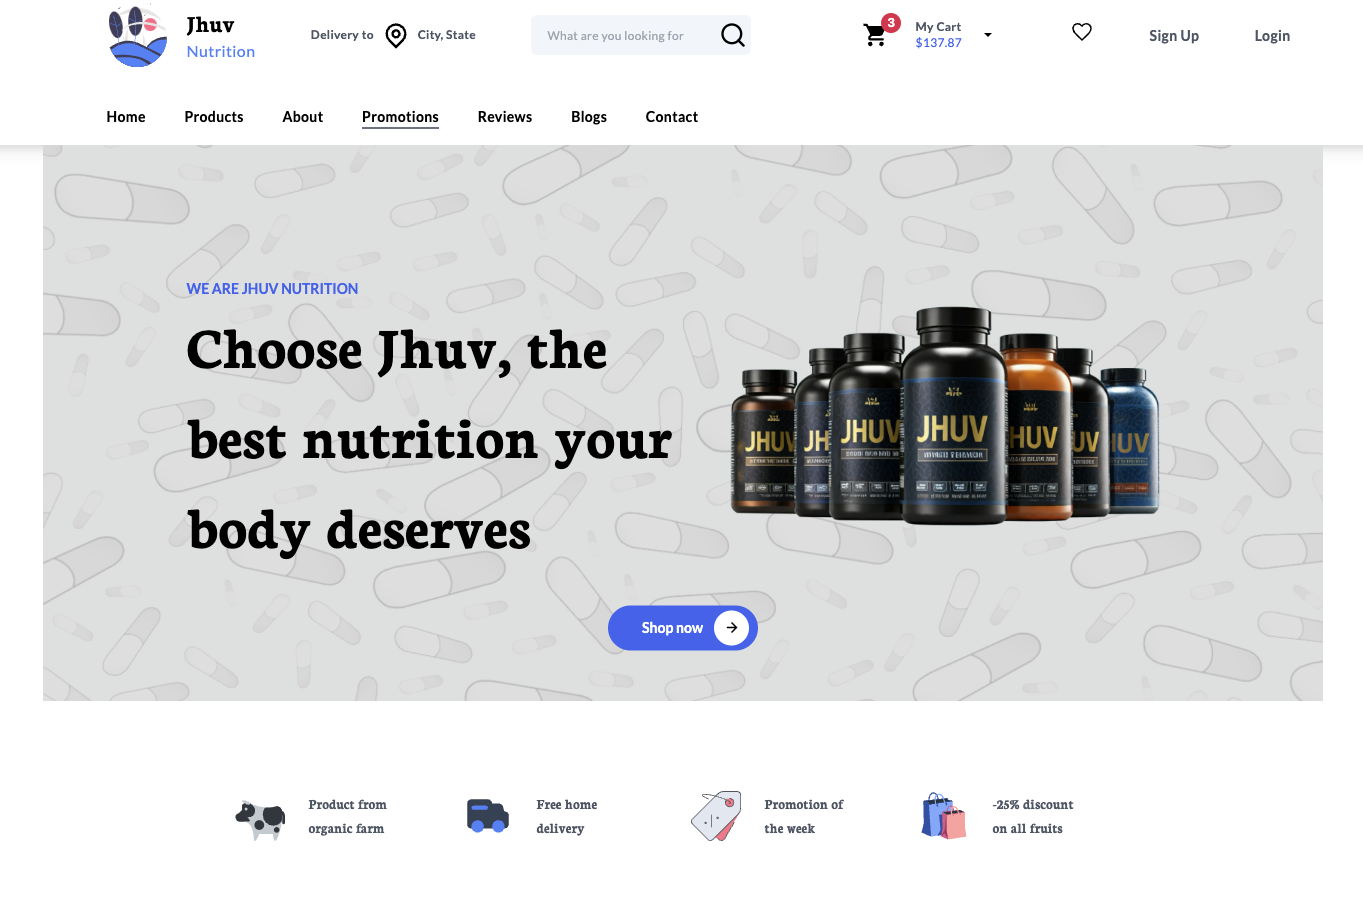 Jhuv
Nutrition
Delivery to
City, State
What are you looking for
3
My Cart
$137.87
Sign Up
Login
Home
Products
About
Promotions
Reviews
Blogs
Contact
WE ARE JHUV NUTRITION
Choose Jhuv, the
best nutrition your
body deserves
JHUV
JH
JHUV
JHUV
HUV
UV
HUV
Shop now
Product from
organic farm
Free home
delivery
Promotion of
the week
-25% discount
on all fruits